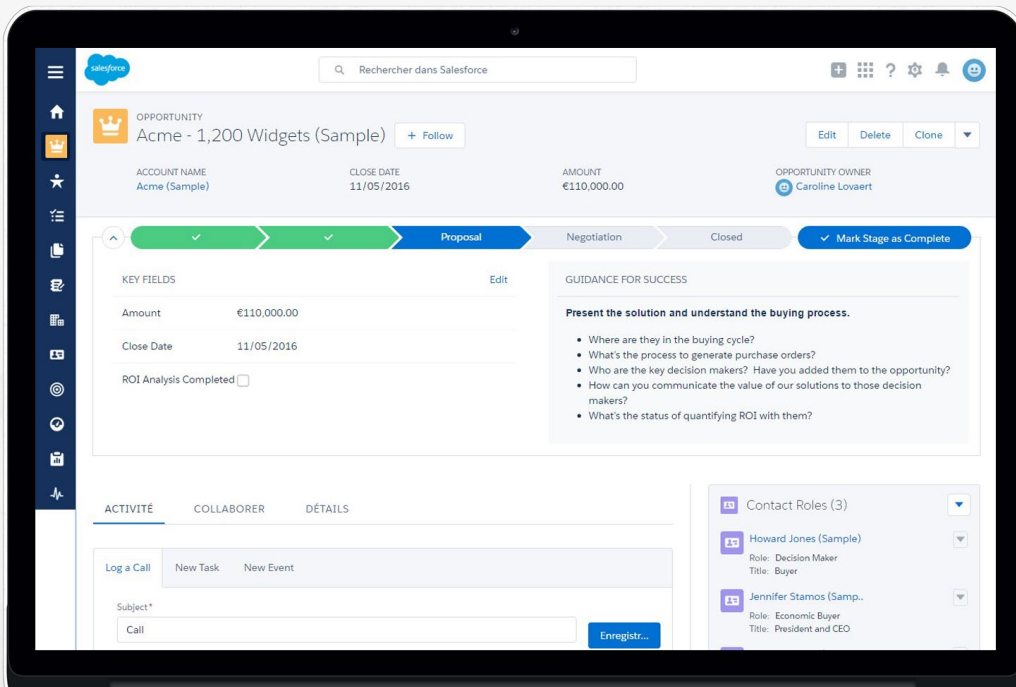 salesforce
Rechercher dans Salesforce
OPPORTUNITY
Acme - 1,200 Widgets (Sample)
+ Follow
Edit
Delete
Clone
ACCOUNT NAME
Acme (Sample)
CLOSE DATE
11/05/2016
AMOUNT
€110,000.00
OPPORTUNITY OWNER
Caroline Lovaert
Proposal
Negotiation
Closed
Mark Stage as Complete
KEY FIELDS
Edit
Amount €110,000.00
Close Date 11/05/2016
ROI Analysis Completed
GUIDANCE FOR SUCCESS
Present the solution and understand the buying process.
• Where are they in the buying cycle?
• What's the process to generate purchase orders?
• Who are the key decision makers? Have you added them to the opportunity?
• How can you communicate the value of our solutions to those decision
makers?
• What's the status of quantifying ROI with them?
ACTIVITÉ
COLLABORER
DÉTAILS
Log a Call
New Task
New Event
Subject*
Call
Enregistr...
Contact Roles (3)
Howard Jones (Sample)
Role: Decision Maker
Title: Buyer
Jennifer Stamos (Samp..
Role: Economic Buyer
Title: President and CEO